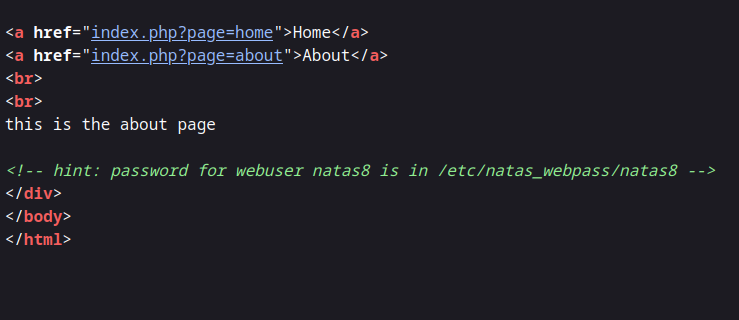 <a href="index.php?page=home">Home</a>
<a href="index.php?page=about">About</a>
<br>
<br>
this is the about page
<!-- hint: password for webuser natas8 is in /etc/natas_webpass/natas8 -->
</div>
</body>
</html>